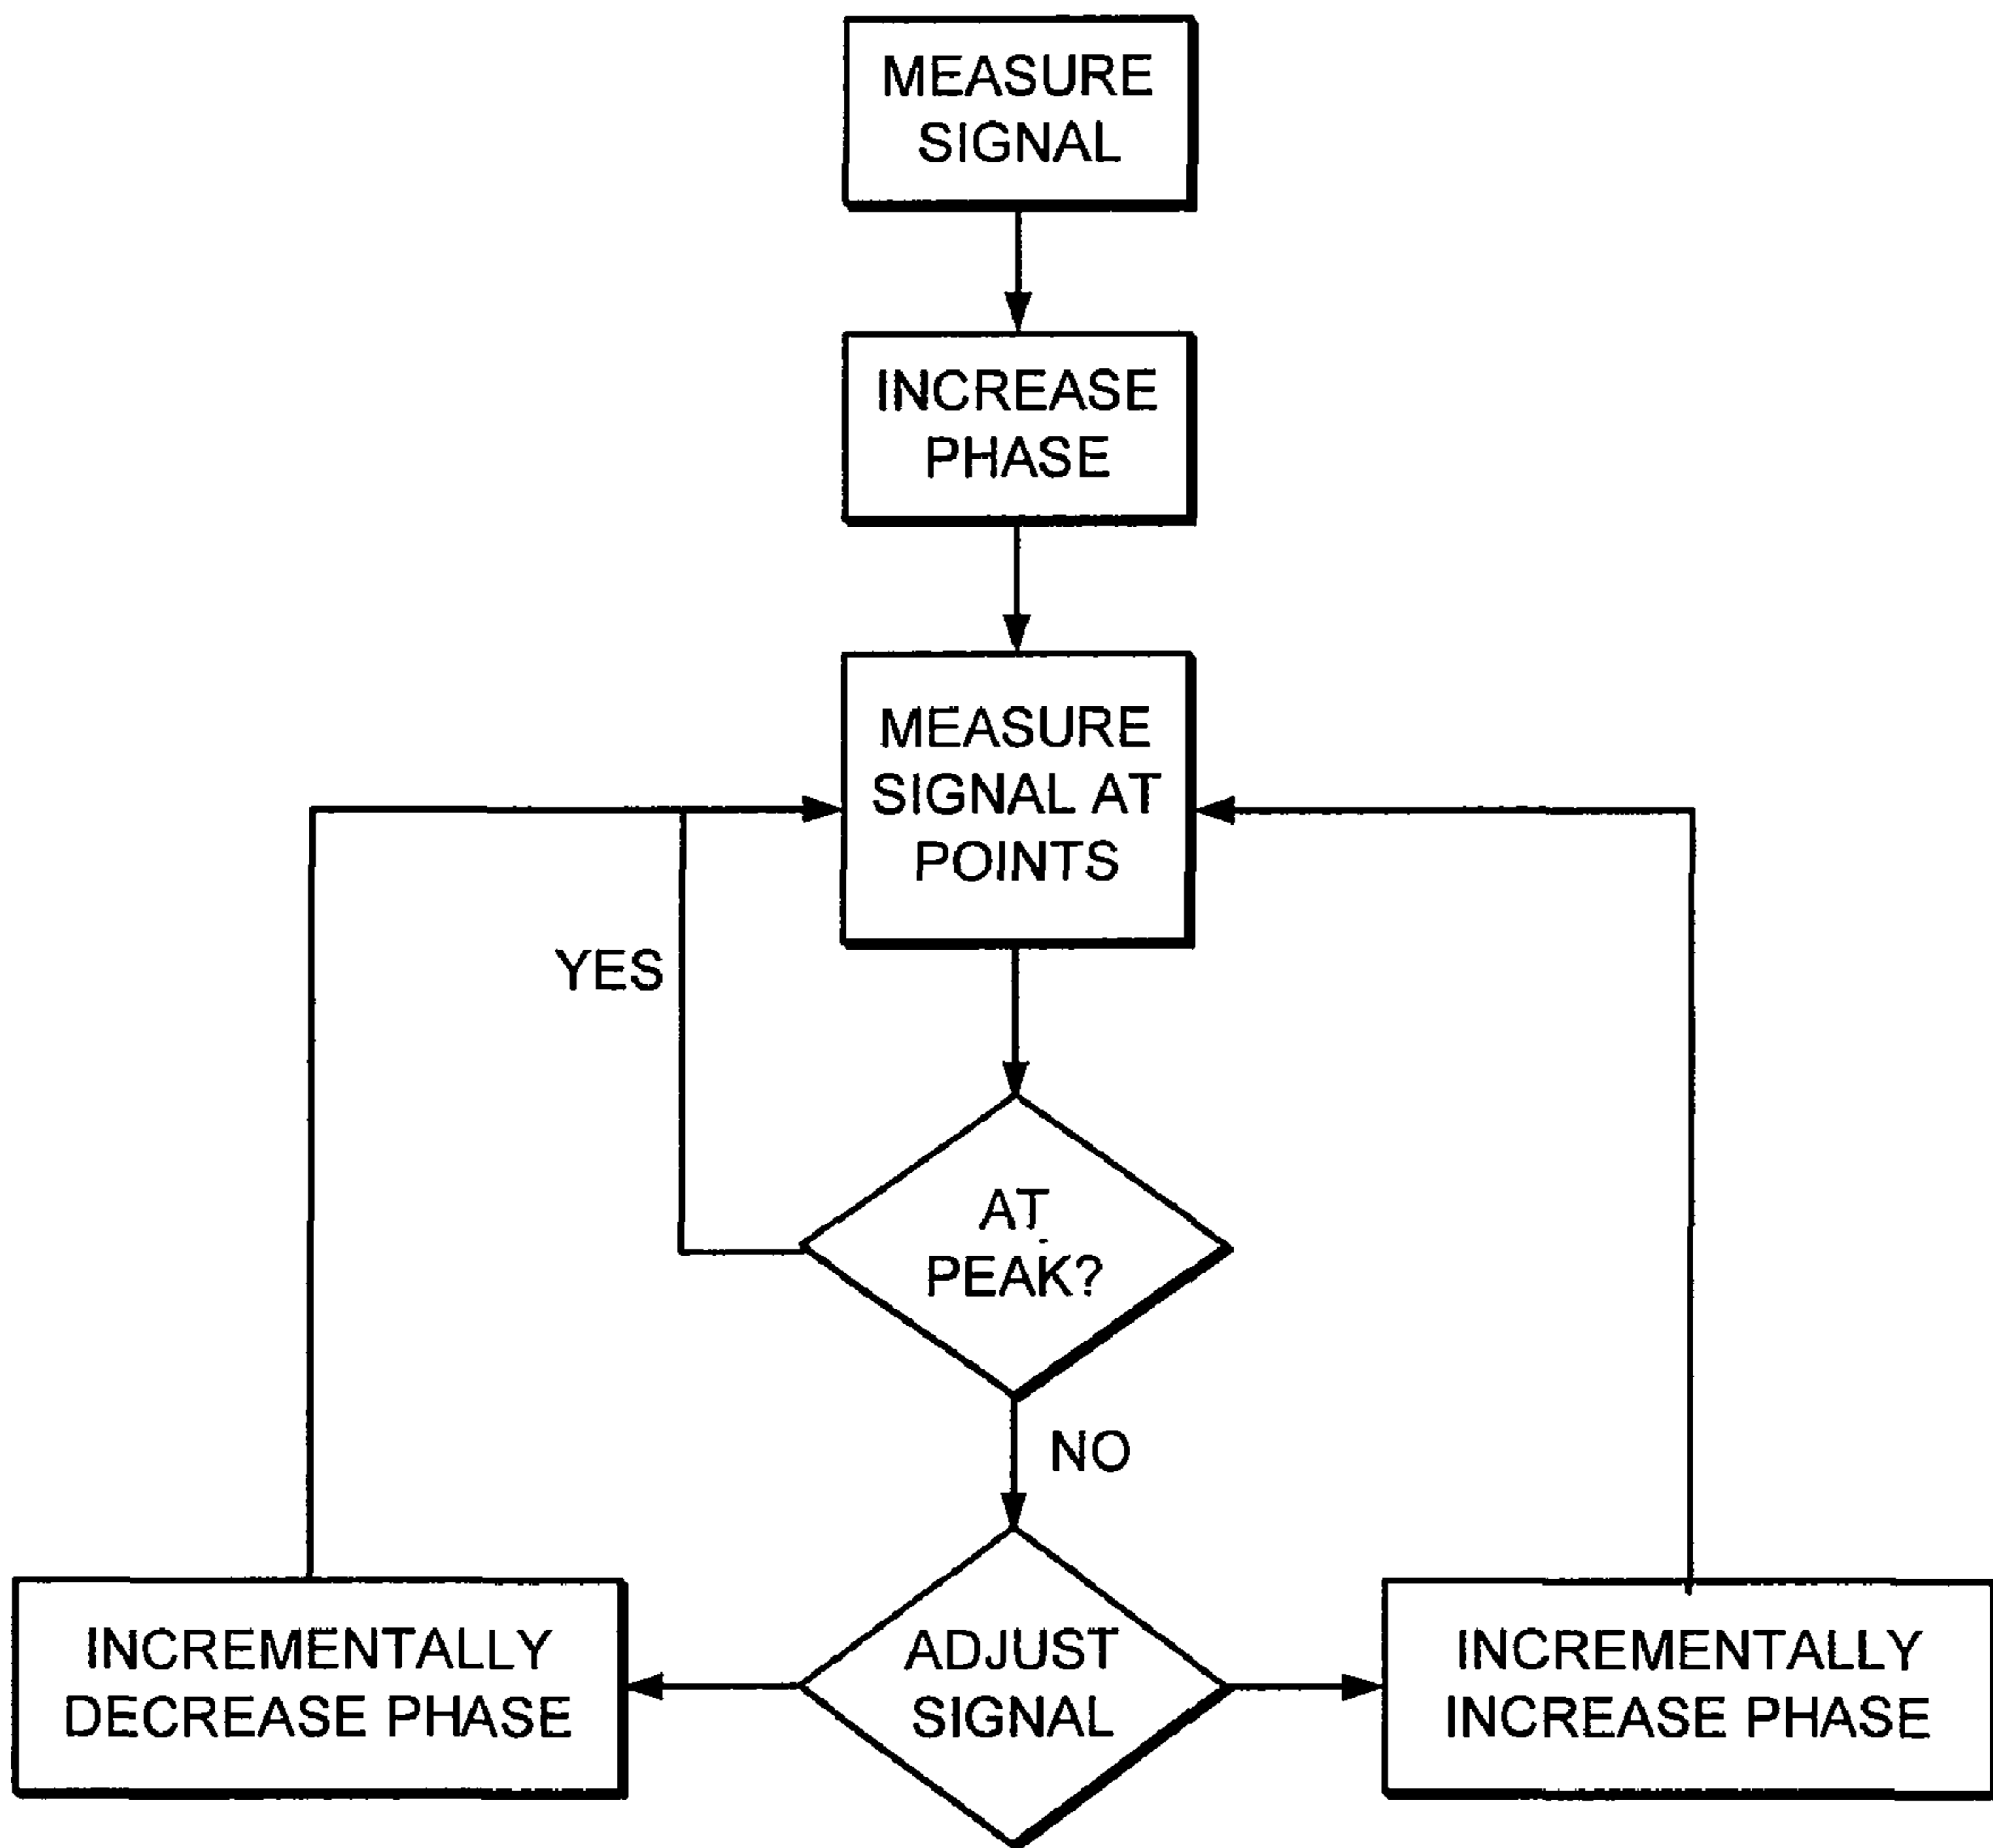 MEASURE
SIGNAL
INCREASE
PHASE
MEASURE
SIGNAL AT
POINTS
YES
AT
PEAK?
NO
INCREMENTALLY
DECREASE PHASE
ADJUST
SIGNAL
INCREMENTALLY
INCREASE PHASE